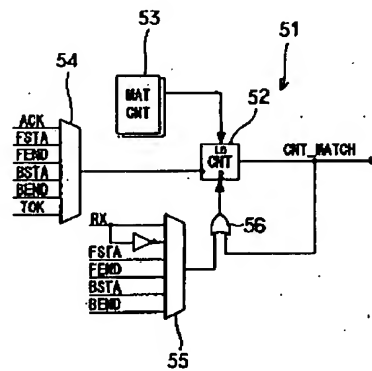 53
51
54
MAT
CNT
52
ACK
FSTA
FEND
BSTA
BEND
TOK
LD
CNT
CNT_MATCH
RX
56
FSTA
FEND
BSTA
BEND
55